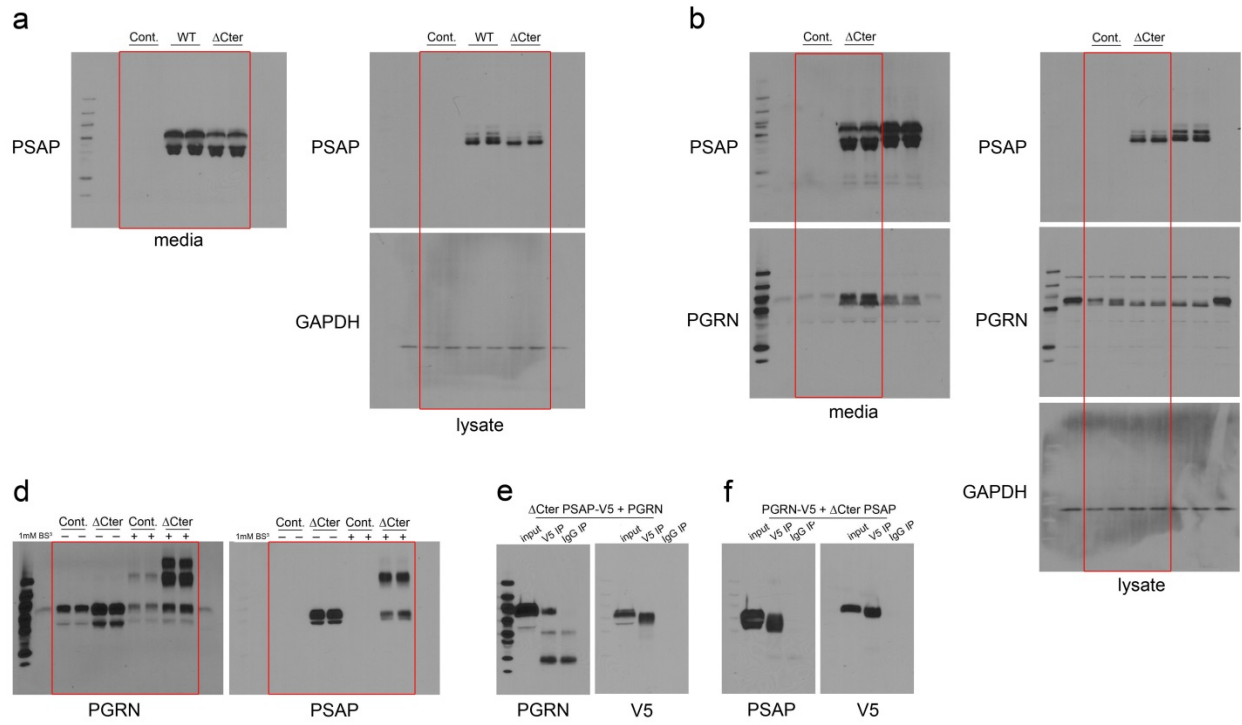 a
Cont. WT ΔCter
PSAP
media
Cont. WT ΔCter
PSAP
GAPDH
lysate
b
Cont. ΔCter
PSAP
PGRN
media
Cont. ΔCter
PSAP
PGRN
GAPDH
lysate
d
Cont. ΔCter Cont. ΔCter
1mM BS³ – – – – + + + +
PGRN
Cont. ΔCter Cont. ΔCter
1mM BS³ – – – – + + + +
PSAP
e
ΔCter PSAP-V5 + PGRN
input V5 IP IgG IP
input V5 IP IgG IP
PGRN V5
f
PGRN-V5 + ΔCter PSAP
input V5 IP IgG IP
input V5 IP IgG IP
PSAP V5